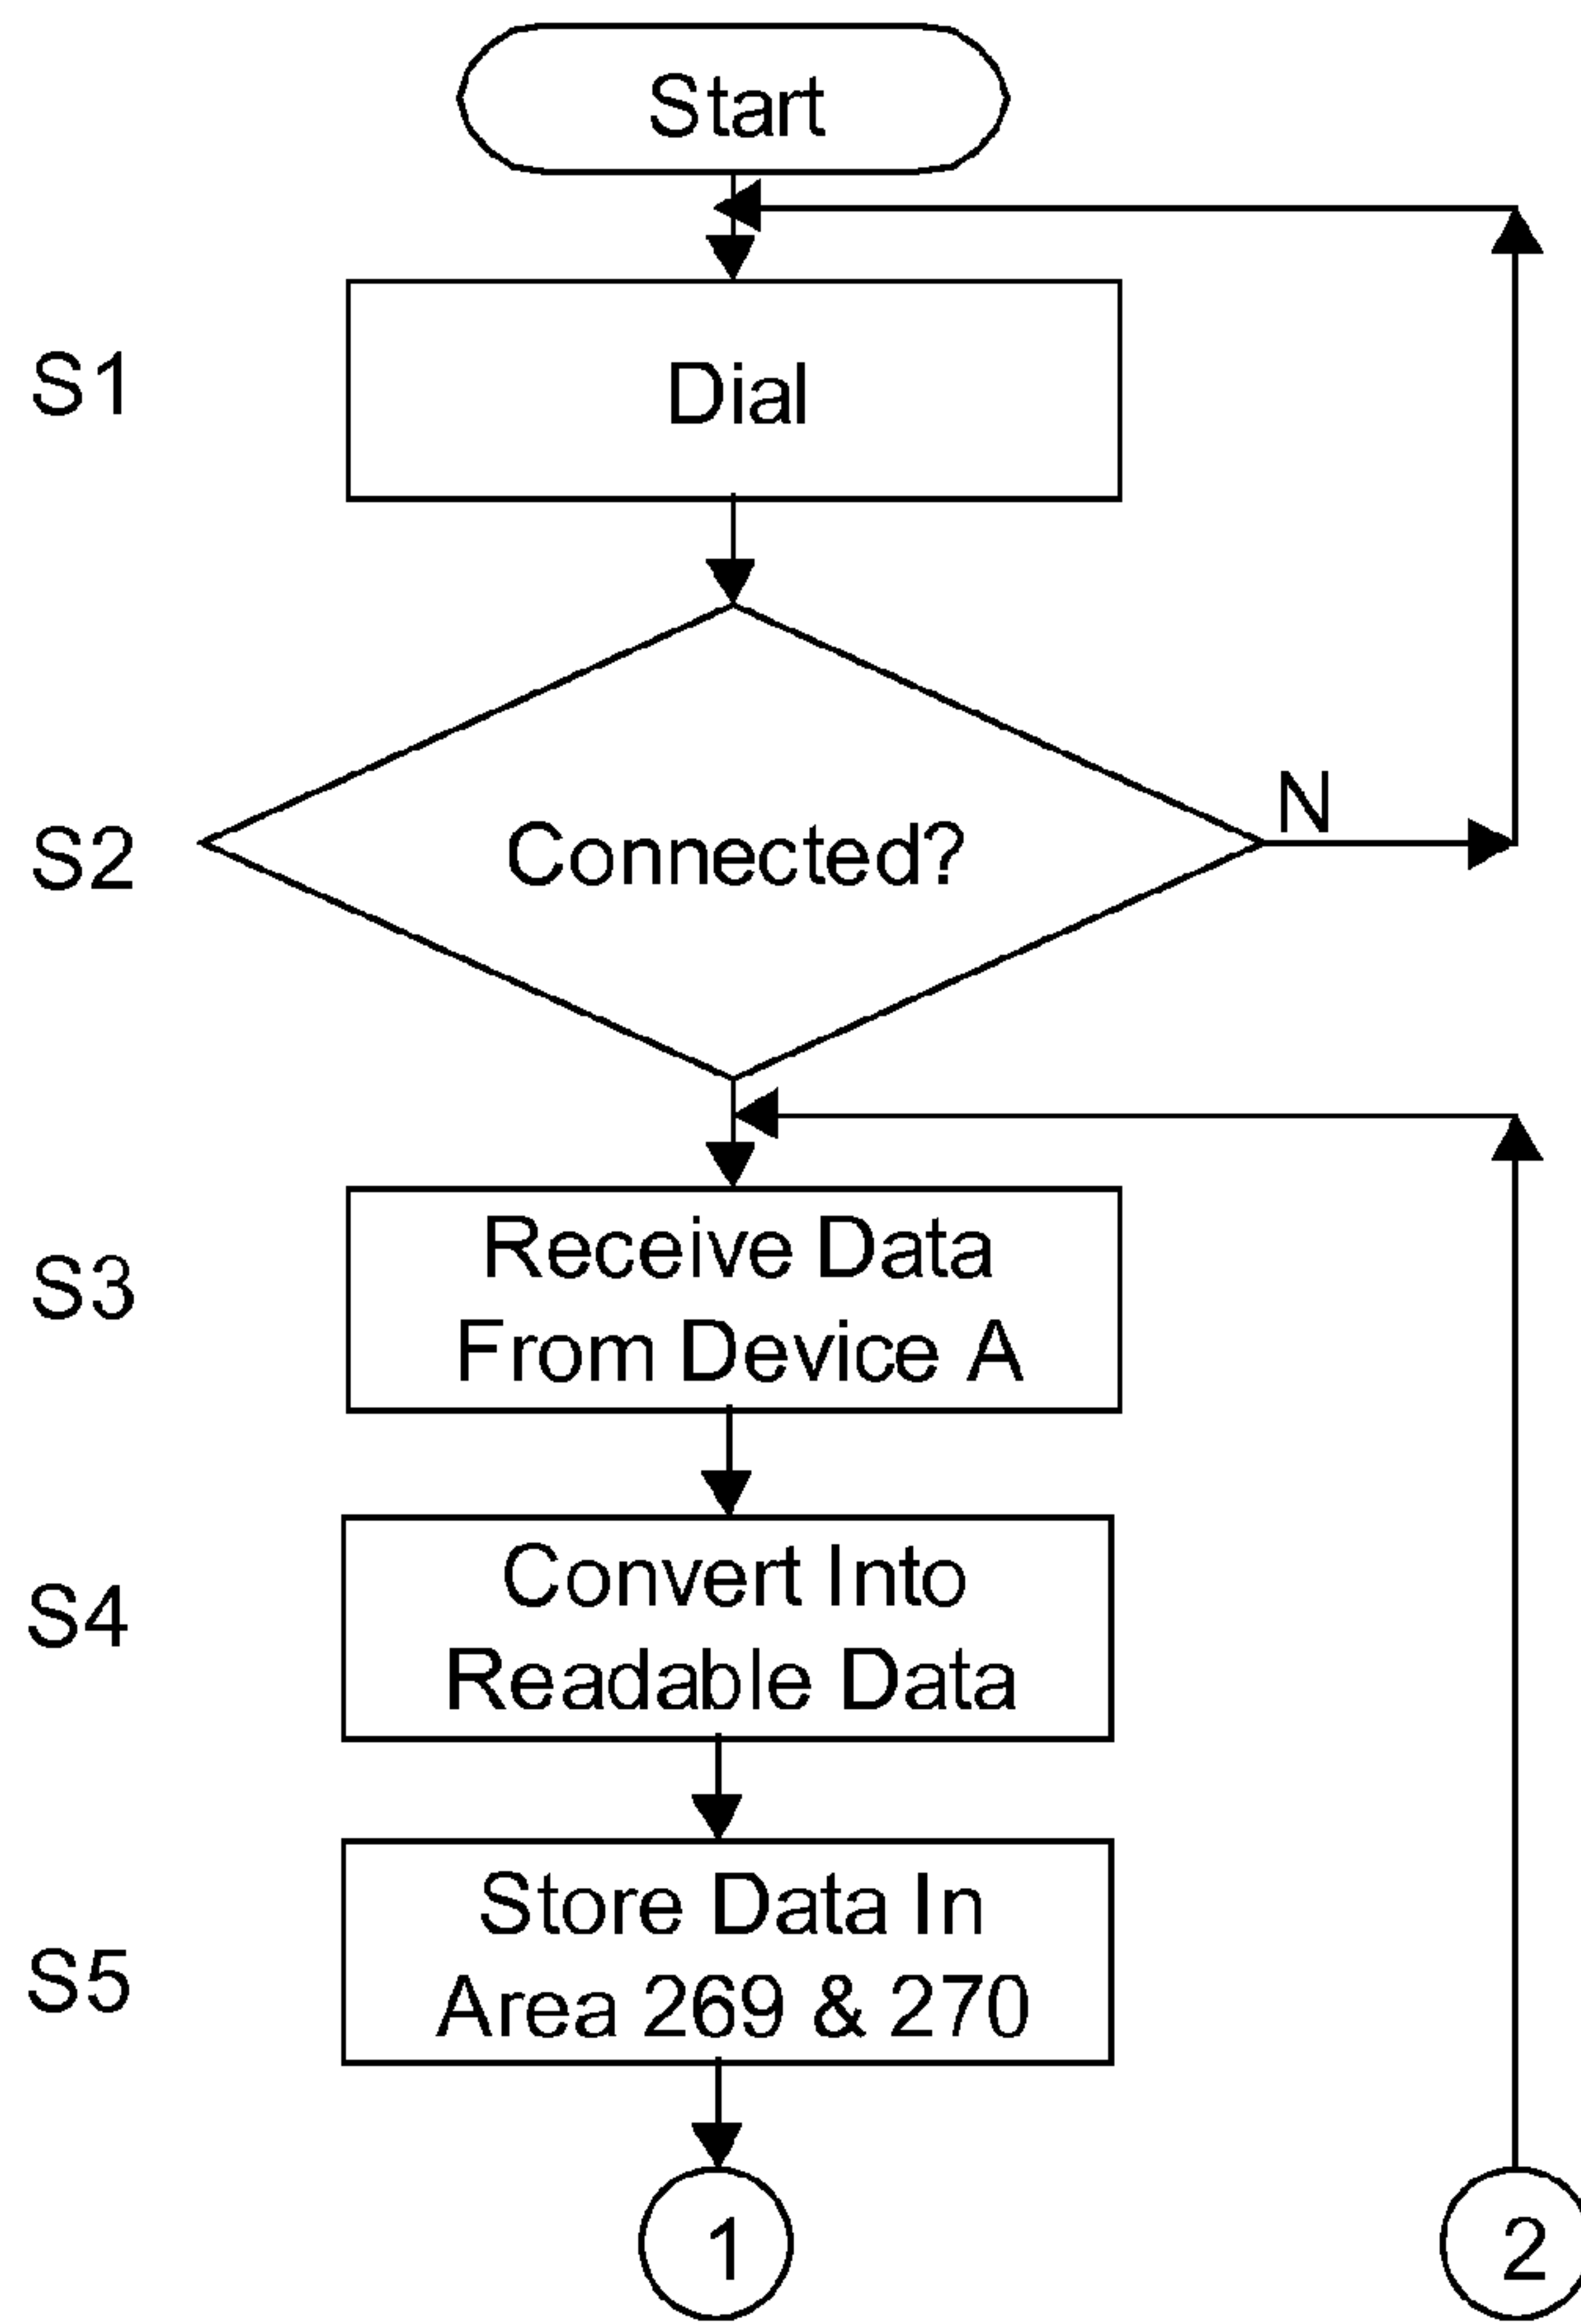 Start
S1
Dial
S2
Connected?
N
S3
Receive Data
From Device A
S4
Convert Into
Readable Data
S5
Store Data In
Area 269 & 270
1
2